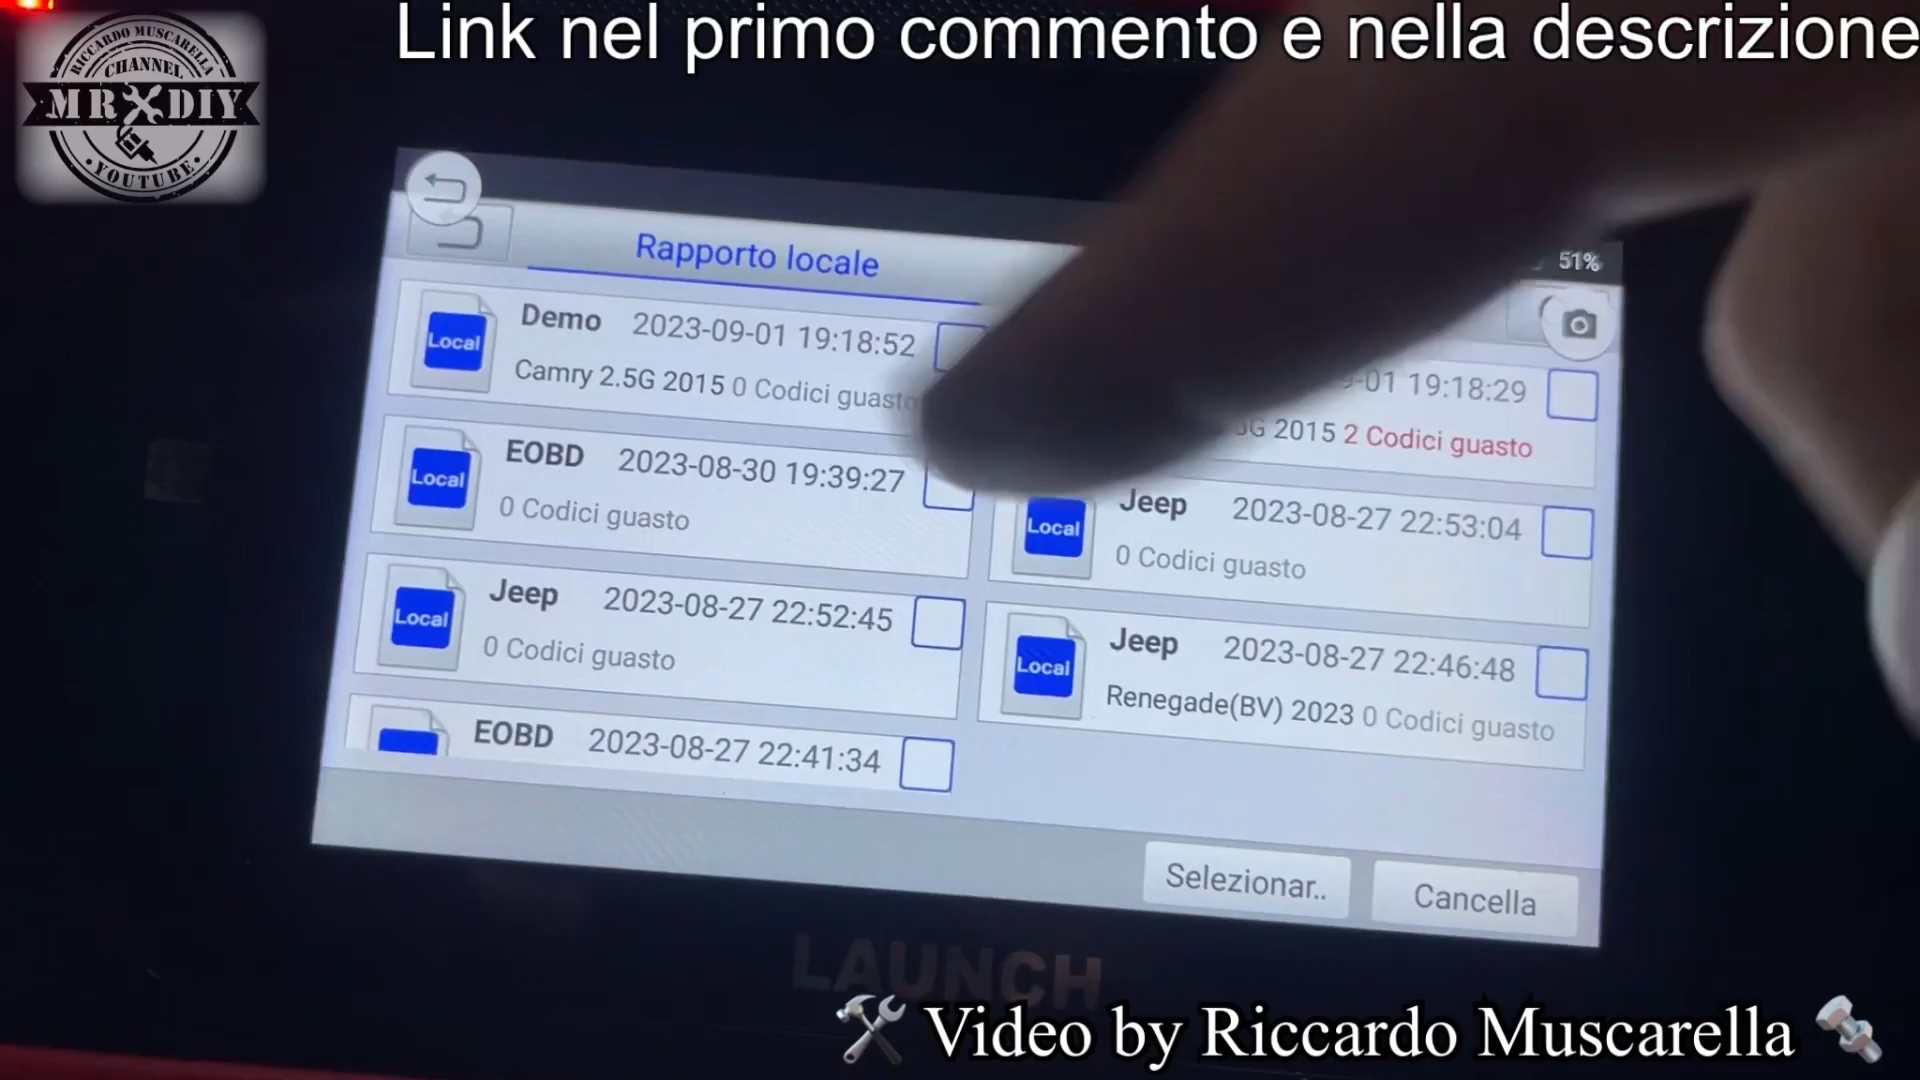 Link nel primo commento e nella descrizione
RICCARDO MUSCARELLA
CHANNEL
MR DIY
YOUTUBE
51%
Rapporto locale
Local
Demo 2023-09-01 19:18:52
Camry 2.5G 2015 0 Codici guasto
19:18:29
2015 2 Codici guasto
Local
EOBD 2023-08-30 19:39:27
0 Codici guasto
Local
Jeep 2023-08-27 22:53:04
0 Codici guasto
Local
Jeep 2023-08-27 22:52:45
0 Codici guasto
Local
Jeep 2023-08-27 22:46:48
Renegade(BV) 2023 0 Codici guasto
EOBD 2023-08-27 22:41:34
Selezionar..
Cancella
LAUNCH
Video by Riccardo Muscarella